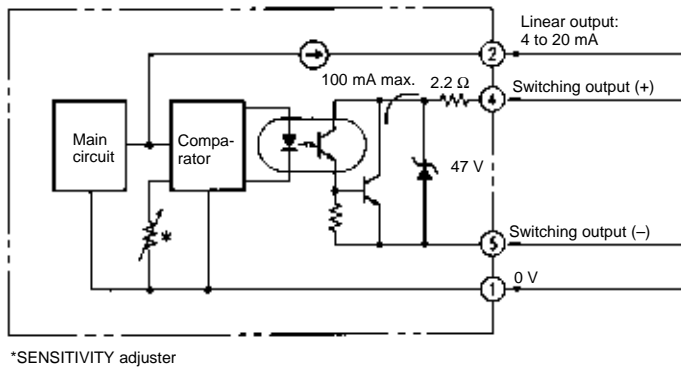 Linear output:
4 to 20 mA
2
100 mA max.
2.2 Ω
4
Switching output (+)
Main
circuit
Compa-
rator
47 V
*
5
Switching output (–)
1
0 V
*SENSITIVITY adjuster